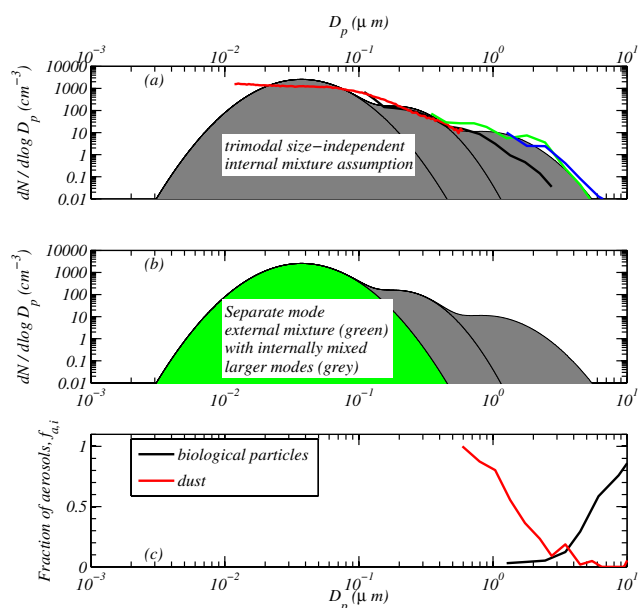 D_p (μ m)
10^−3 10^−2 10^−1 10^0 10^1
dN / dlog D_p (cm^−3)
10000
1000
100
10
1
0.1
0.01
(a)
trimodal size−independent
internal mixture assumption
dN / dlog D_p (cm^−3)
10000
1000
100
10
1
0.1
0.01
(b)
Separate mode
external mixture (green)
with internally mixed
larger modes (grey)
10^−3 10^−2 10^−1 10^0 10^1
Fraction of aerosols, f_a,i
1
0.5
0
biological particles
dust
(c)
10^−3 10^−2 10^−1 10^0 10^1
D_p (μ m)